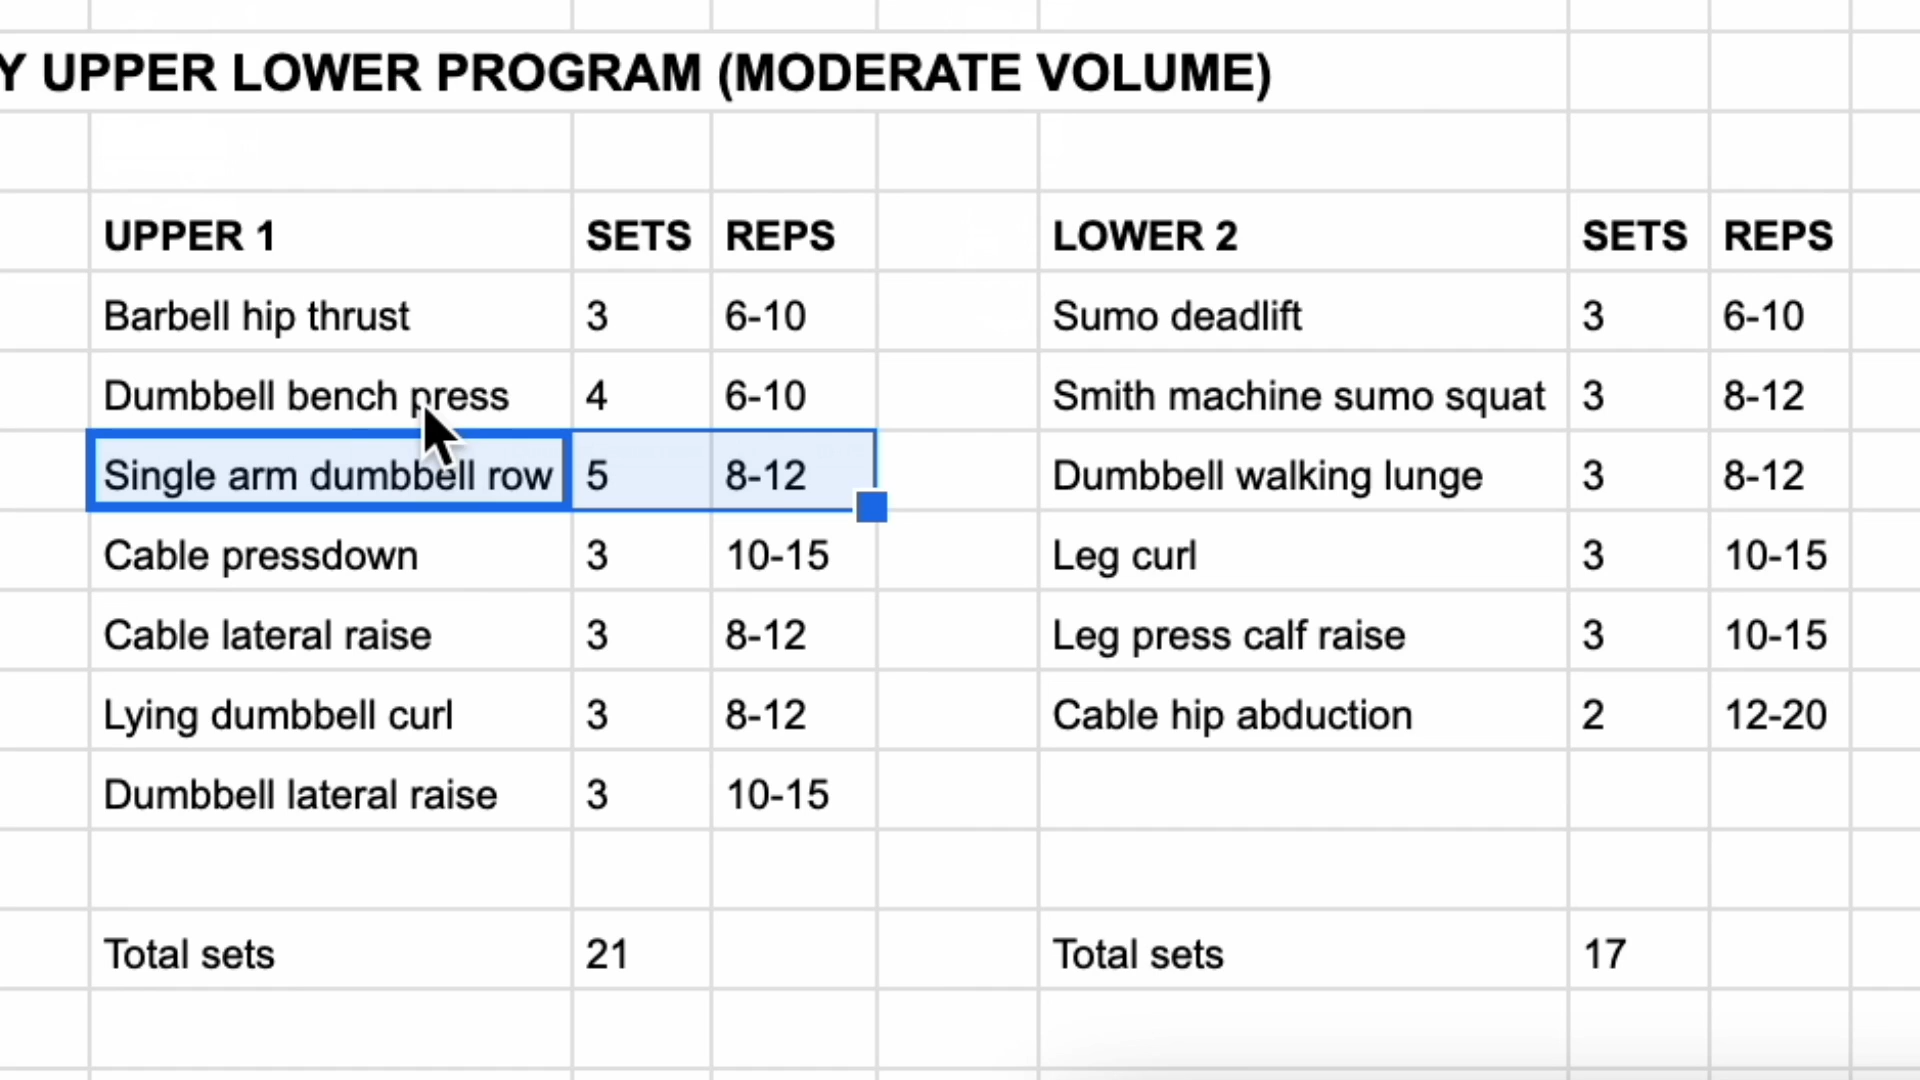 Y UPPER LOWER PROGRAM (MODERATE VOLUME)
UPPER 1 SETS REPS LOWER 2 SETS REPS
Barbell hip thrust 3 6-10 Sumo deadlift 3 6-10
Dumbbell bench press 4 6-10 Smith machine sumo squat 3 8-12
Single arm dumbbell row 5 8-12 Dumbbell walking lunge 3 8-12
Cable pressdown 3 10-15 Leg curl 3 10-15
Cable lateral raise 3 8-12 Leg press calf raise 3 10-15
Lying dumbbell curl 3 8-12 Cable hip abduction 2 12-20
Dumbbell lateral raise 3 10-15
Total sets 21 Total sets 17